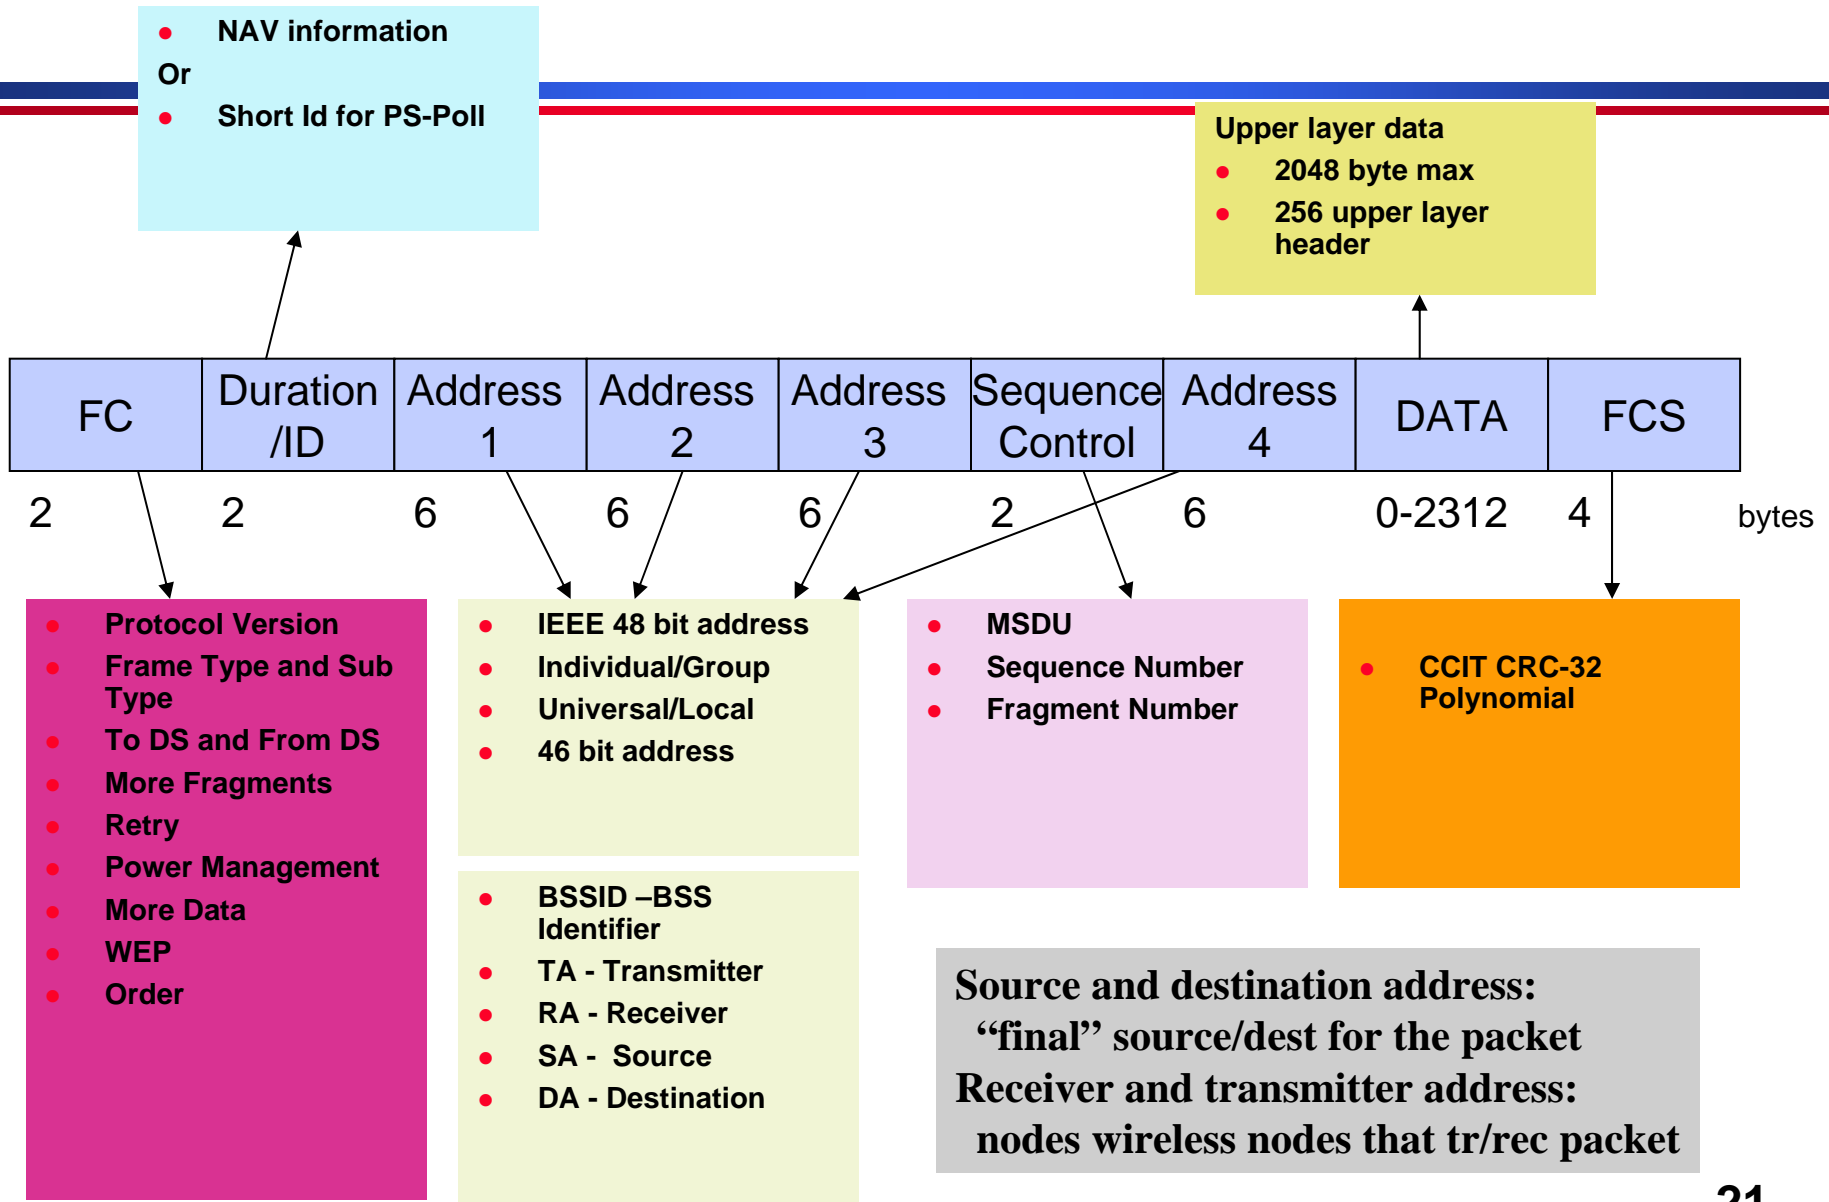 NAV information
Or
Short Id for PS-Poll
Upper layer data
2048 byte max
256 upper layer
header
FC
Duration
/ID
Address
1
Address
2
Address
3
Sequence
Control
Address
4
DATA
FCS
2
2
6
6
6
2
6
0-2312
4
bytes
Protocol Version
Frame Type and Sub
Type
To DS and From DS
More Fragments
Retry
Power Management
More Data
WEP
Order
IEEE 48 bit address
Individual/Group
Universal/Local
46 bit address
BSSID –BSS
Identifier
TA - Transmitter
RA - Receiver
SA - Source
DA - Destination
MSDU
Sequence Number
Fragment Number
CCIT CRC-32
Polynomial
Source and destination address:
“final” source/dest for the packet
Receiver and transmitter address:
nodes wireless nodes that tr/rec packet
21